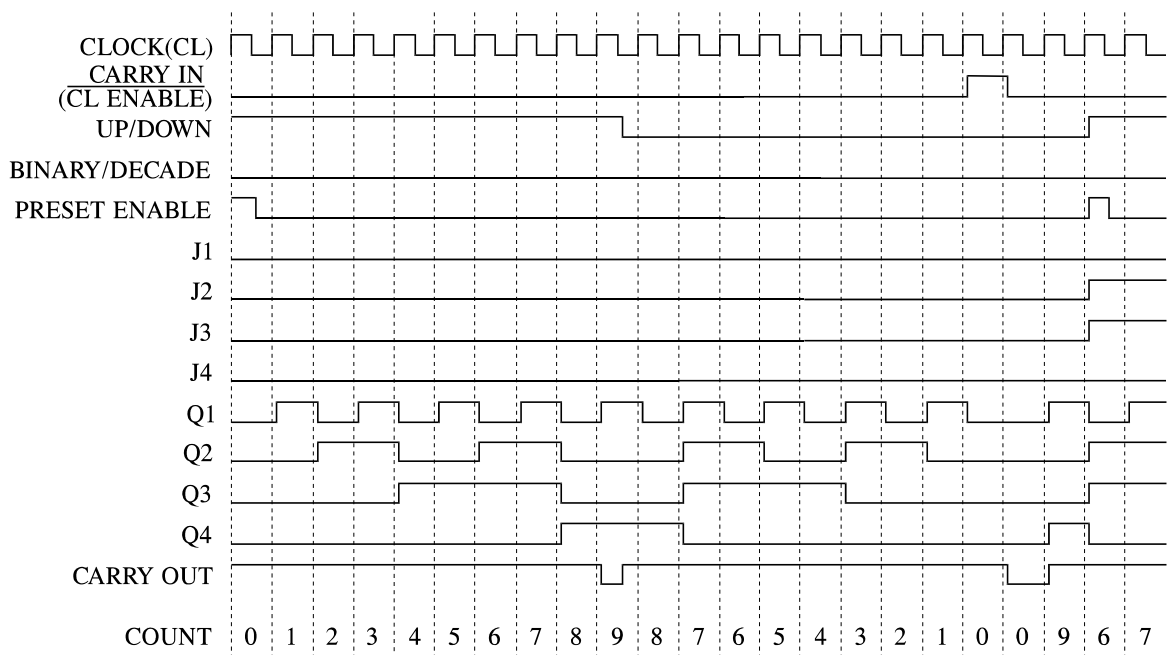 CLOCK(CL)
CARRY IN
(CL ENABLE)
UP/DOWN
BINARY/DECADE
PRESET ENABLE
J1
J2
J3
J4
Q1
Q2
Q3
Q4
CARRY OUT
COUNT 0 1 2 3 4 5 6 7 8 9 8 7 6 5 4 3 2 1 0 0 9 6 7